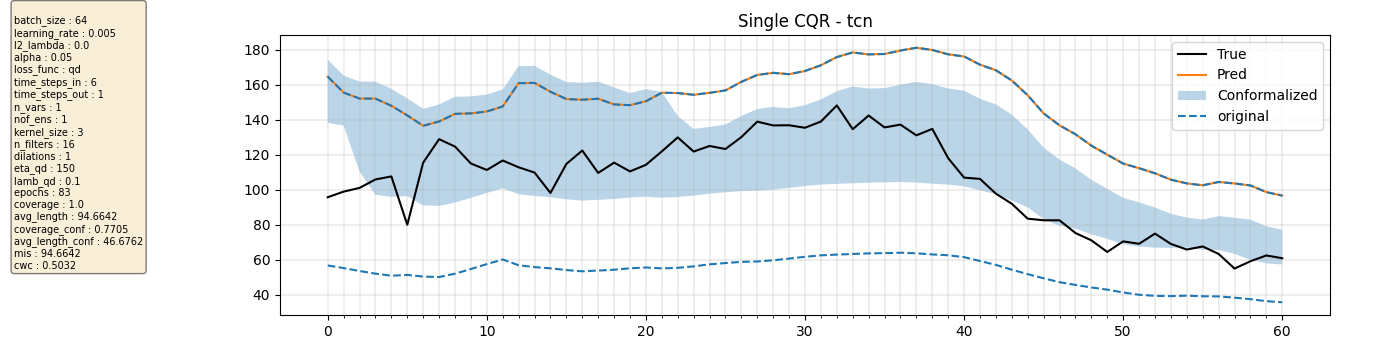 batch_size : 64
learning_rate : 0.005
l2_lambda : 0.0
alpha : 0.05
loss_func : qd
time_steps_in : 6
time_steps_out : 1
n_vars : 1
nof_ens : 1
kernel_size : 3
n_filters : 16
dilations : 1
eta_qd : 150
lamb_qd : 0.1
epochs : 83
coverage : 1.0
avg_length : 94.6642
coverage_conf : 0.7705
avg_length_conf : 46.6762
mis : 94.6642
cwc : 0.5032
Single CQR - tcn
180
160
140
120
100
80
60
40
True
Pred
Conformalized
original
0 10 20 30 40 50 60